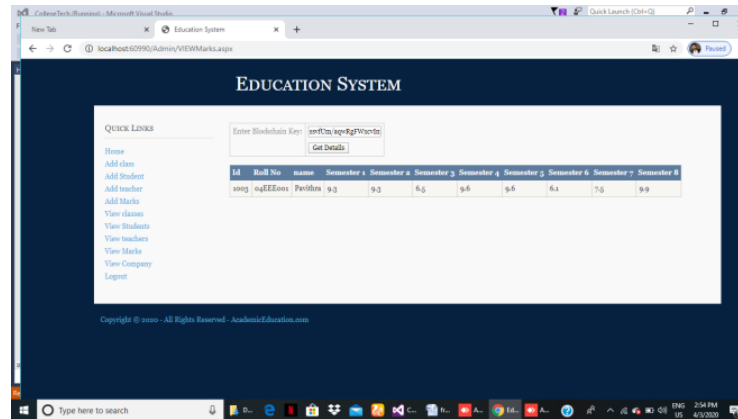 CollegeTech (Running) - Microsoft Visual Studio
Quick Launch (Ctrl+Q)
New Tab
Education System
localhost:60990/Admin/VIEWMarks.aspx
Paused
EDUCATION SYSTEM
QUICK LINKS
Enter Blockchain Key:
Get Details
Home
Add class
Add Student
Add teacher
Add Marks
View classes
View Students
View teachers
View Marks
View Company
Logout
Id Roll No name Semester 1 Semester 2 Semester 3 Semester 4 Semester 5 Semester 6 Semester 7 Semester 8
1003 04EEE001 Pavithra 9.3 9.3 6.5 9.6 9.6 6.1 7.5 9.9
Copyright © 2020 - All Rights Reserved - AcademicEducation.com
Type here to search
ENG 2:54 PM
US 4/3/2020